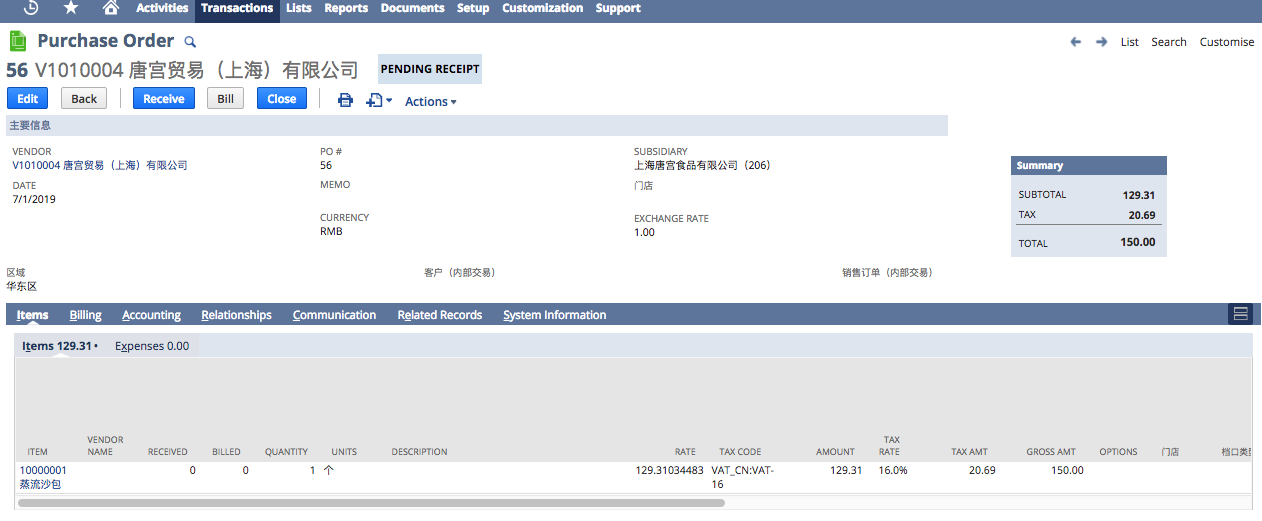 Activities Transactions Lists Reports Documents Setup Customization Support
Purchase Order
List Search Customise
56 V1010004 唐宫贸易（上海）有限公司 PENDING RECEIPT
Edit Back Receive Bill Close Actions
主要信息
VENDOR
V1010004 唐宫贸易（上海）有限公司
DATE
7/1/2019
PO #
56
MEMO
CURRENCY
RMB
SUBSIDIARY
上海唐宫食品有限公司（206）
门店
EXCHANGE RATE
1.00
Summary
SUBTOTAL 129.31
TAX 20.69
TOTAL 150.00
区域
华东区
客户（内部交易）
销售订单（内部交易）
Items Billing Accounting Relationships Communication Related Records System Information
Items 129.31 • Expenses 0.00
ITEM VENDOR NAME RECEIVED BILLED QUANTITY UNITS DESCRIPTION RATE TAX CODE AMOUNT TAX RATE TAX AMT GROSS AMT OPTIONS 门店 档口类型
10000001 0 0 1 个 129.31034483 VAT_CN:VAT- 129.31 16.0% 20.69 150.00
蒸流沙包 16